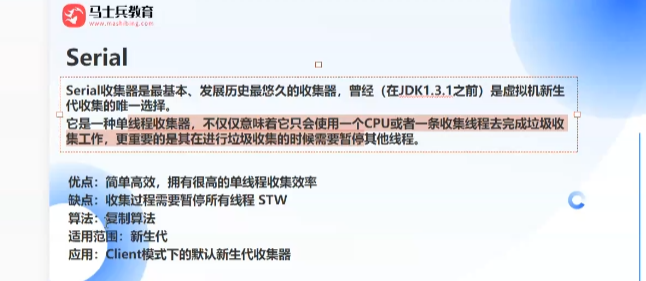 马士兵教育
www.mashibing.com
Serial
Serial收集器是最基本、发展历史最悠久的收集器，曾经（在JDK1.3.1之前）是虚拟机新生
代收集的唯一选择。
它是一种单线程收集器，不仅仅意味着它只会使用一个CPU或者一条收集线程去完成垃圾收
集工作，更重要的是其在进行垃圾收集的时候需要暂停其他线程。
优点：简单高效，拥有很高的单线程收集效率
缺点：收集过程需要暂停所有线程 STW
算法：复制算法
适用范围：新生代
应用：Client模式下的默认新生代收集器